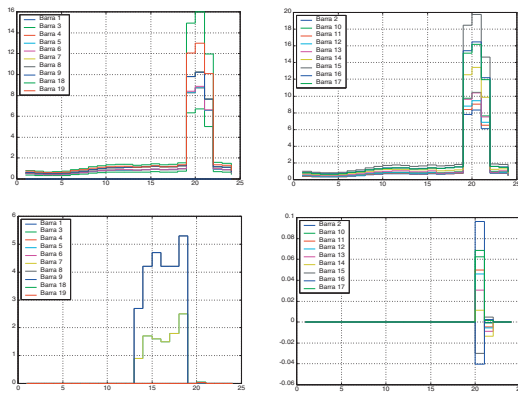 16
14
12
10
8
6
4
2
0
Barra 1
Barra 3
Barra 4
Barra 5
Barra 6
Barra 7
Barra 8
Barra 9
Barra 18
Barra 19
0 5 10 15 20 25
20
18
16
14
12
10
8
6
4
2
0
Barra 2
Barra 10
Barra 11
Barra 12
Barra 13
Barra 14
Barra 15
Barra 16
Barra 17
0 5 10 15 20 25
6
5
4
3
2
1
0
Barra 1
Barra 3
Barra 4
Barra 5
Barra 6
Barra 7
Barra 8
Barra 9
Barra 18
Barra 19
0 5 10 15 20 25
0.1
0.08
0.06
0.04
0.02
0
-0.02
-0.04
-0.06
Barra 2
Barra 10
Barra 11
Barra 12
Barra 13
Barra 14
Barra 15
Barra 16
Barra 17
0 5 10 15 20 25